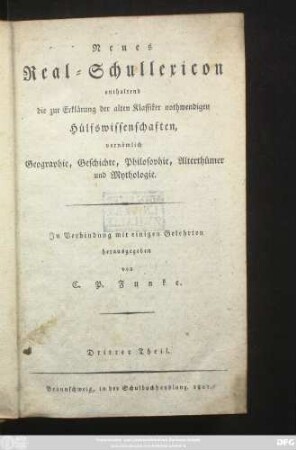 Neues
Real-Schullexicon
enthaltend
die zur Erklärung der alten Klassiker nothwendigen
Hülfswissenschaften,
vornämlich
Geographie, Geschichte, Philosophie, Alterthümer
und Mythologie.
In Verbindung mit einigen Gelehrten
herausgegeben
von
C. P. Funke.
Dritter Theil.
Braunschweig, in der Schulbuchhandlung,
DFG